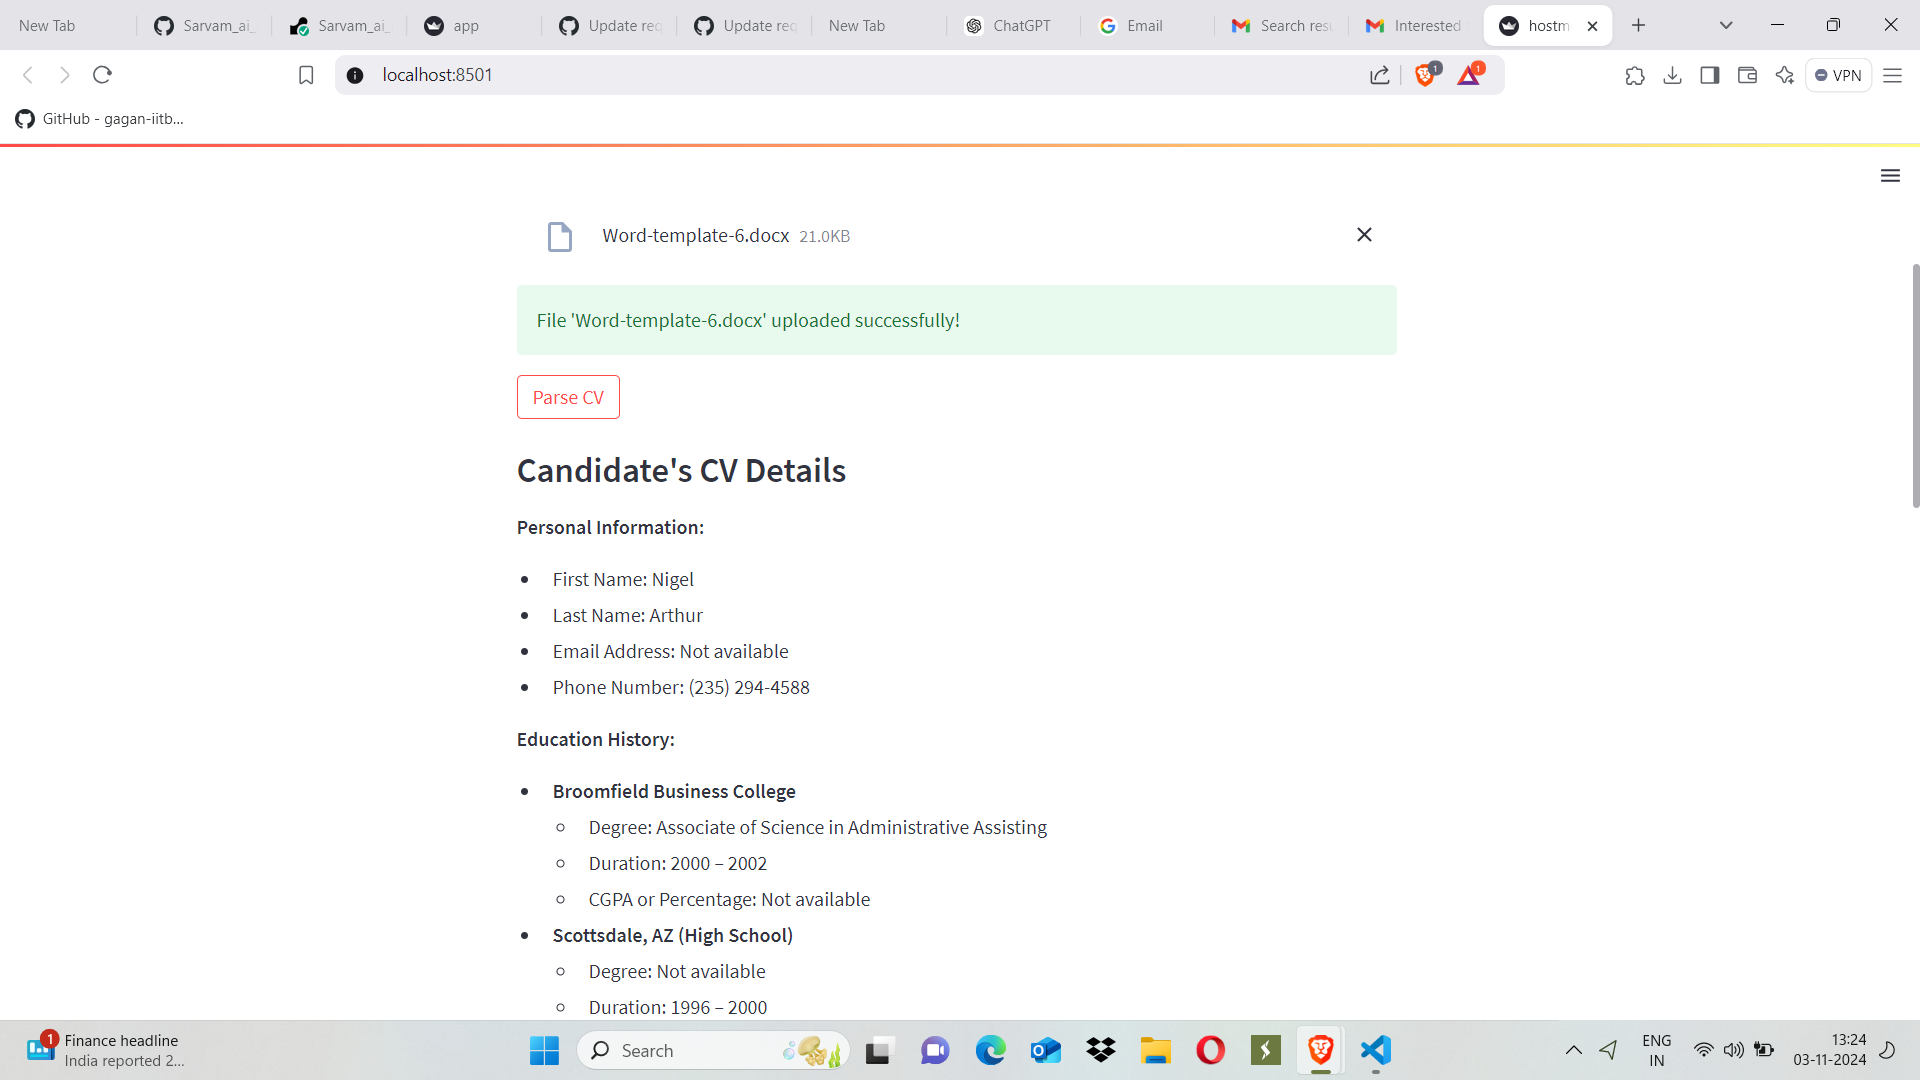 New Tab
Sarvam_ai_
Sarvam_ai_
app
Update req
Update req
New Tab
ChatGPT
Email
Search resu
Interested
hostm
localhost:8501
1
1
VPN
GitHub - gagan-iitb...
Word-template-6.docx 21.0KB
File 'Word-template-6.docx' uploaded successfully!
Parse CV
Candidate's CV Details
Personal Information:
First Name: Nigel
Last Name: Arthur
Email Address: Not available
Phone Number: (235) 294-4588
Education History:
Broomfield Business College
Degree: Associate of Science in Administrative Assisting
Duration: 2000 – 2002
CGPA or Percentage: Not available
Scottsdale, AZ (High School)
Degree: Not available
Duration: 1996 – 2000
1
Finance headline
India reported 2...
Search
ENG
IN
13:24
03-11-2024